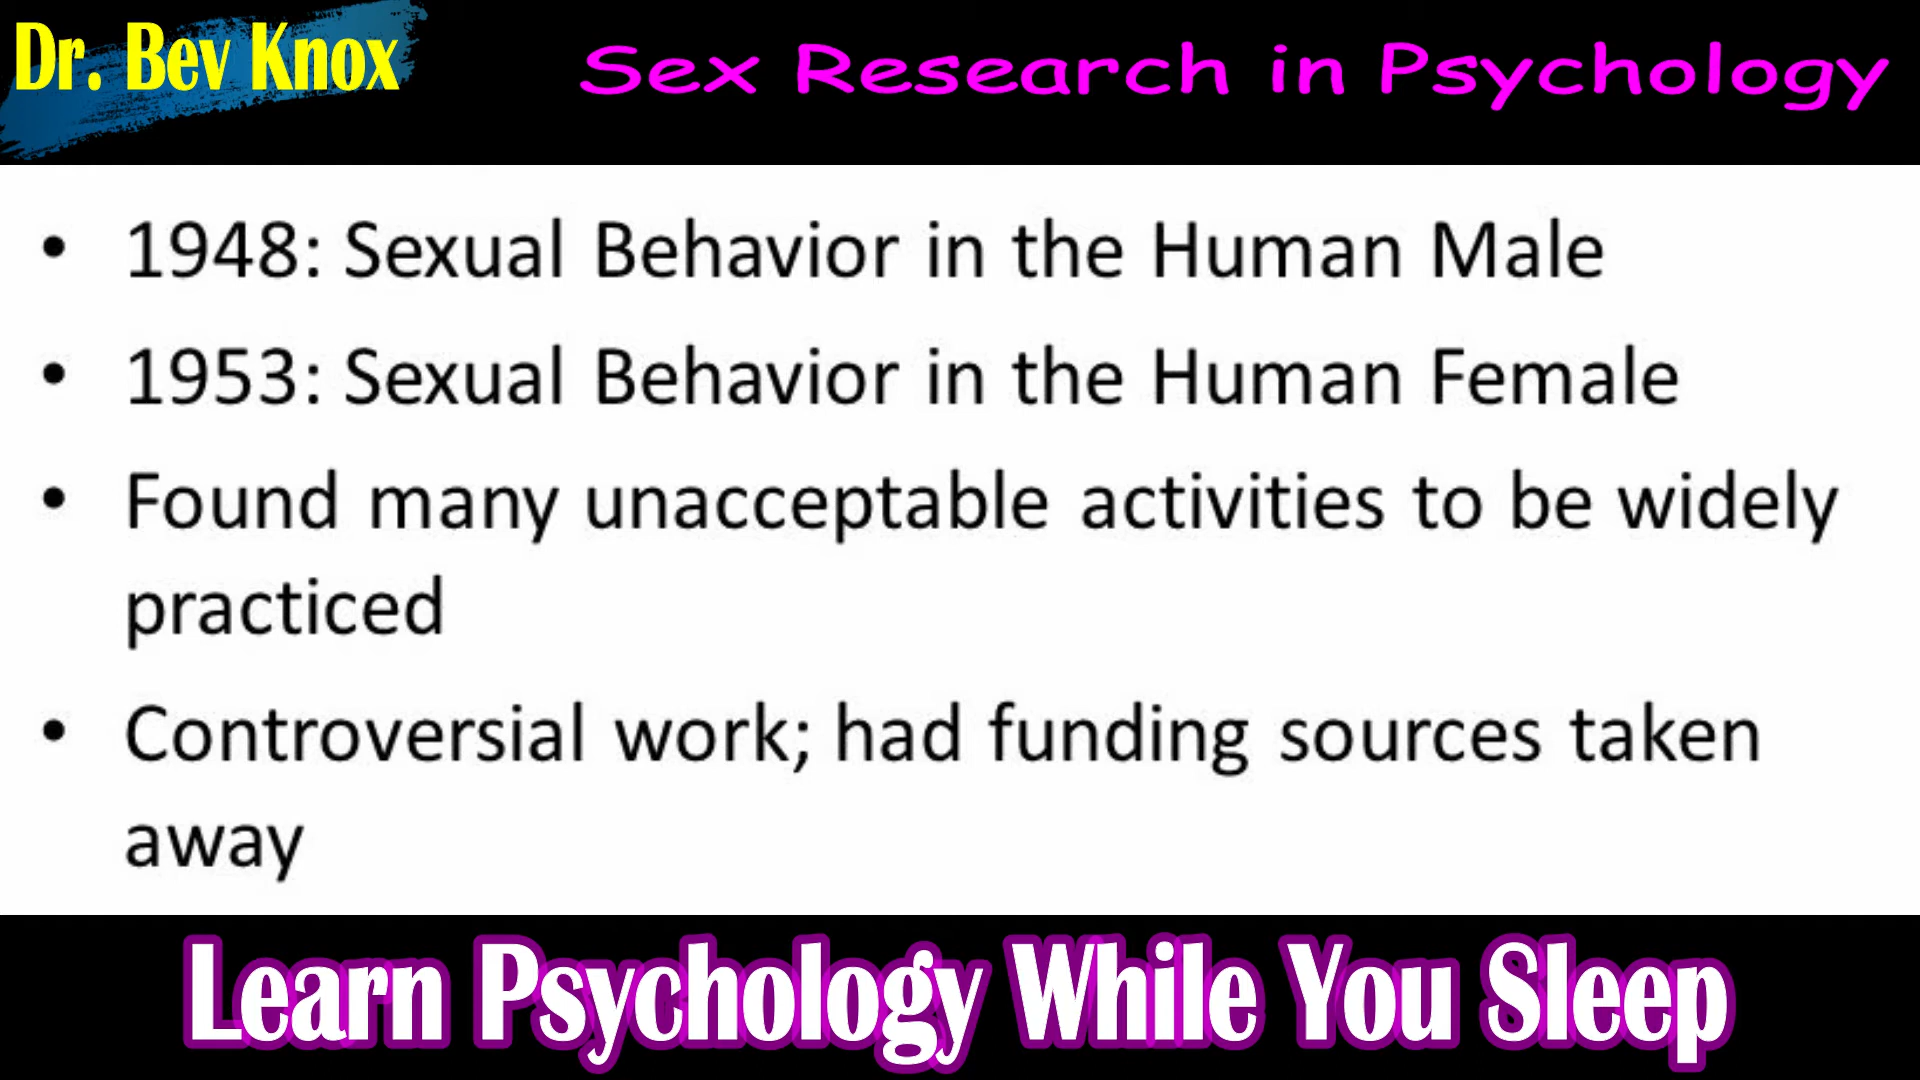 Dr. Bev Knox
Sex Research in Psychology
• 1948: Sexual Behavior in the Human Male
• 1953: Sexual Behavior in the Human Female
• Found many unacceptable activities to be widely
practiced
• Controversial work; had funding sources taken
away
Learn Psychology While You Sleep